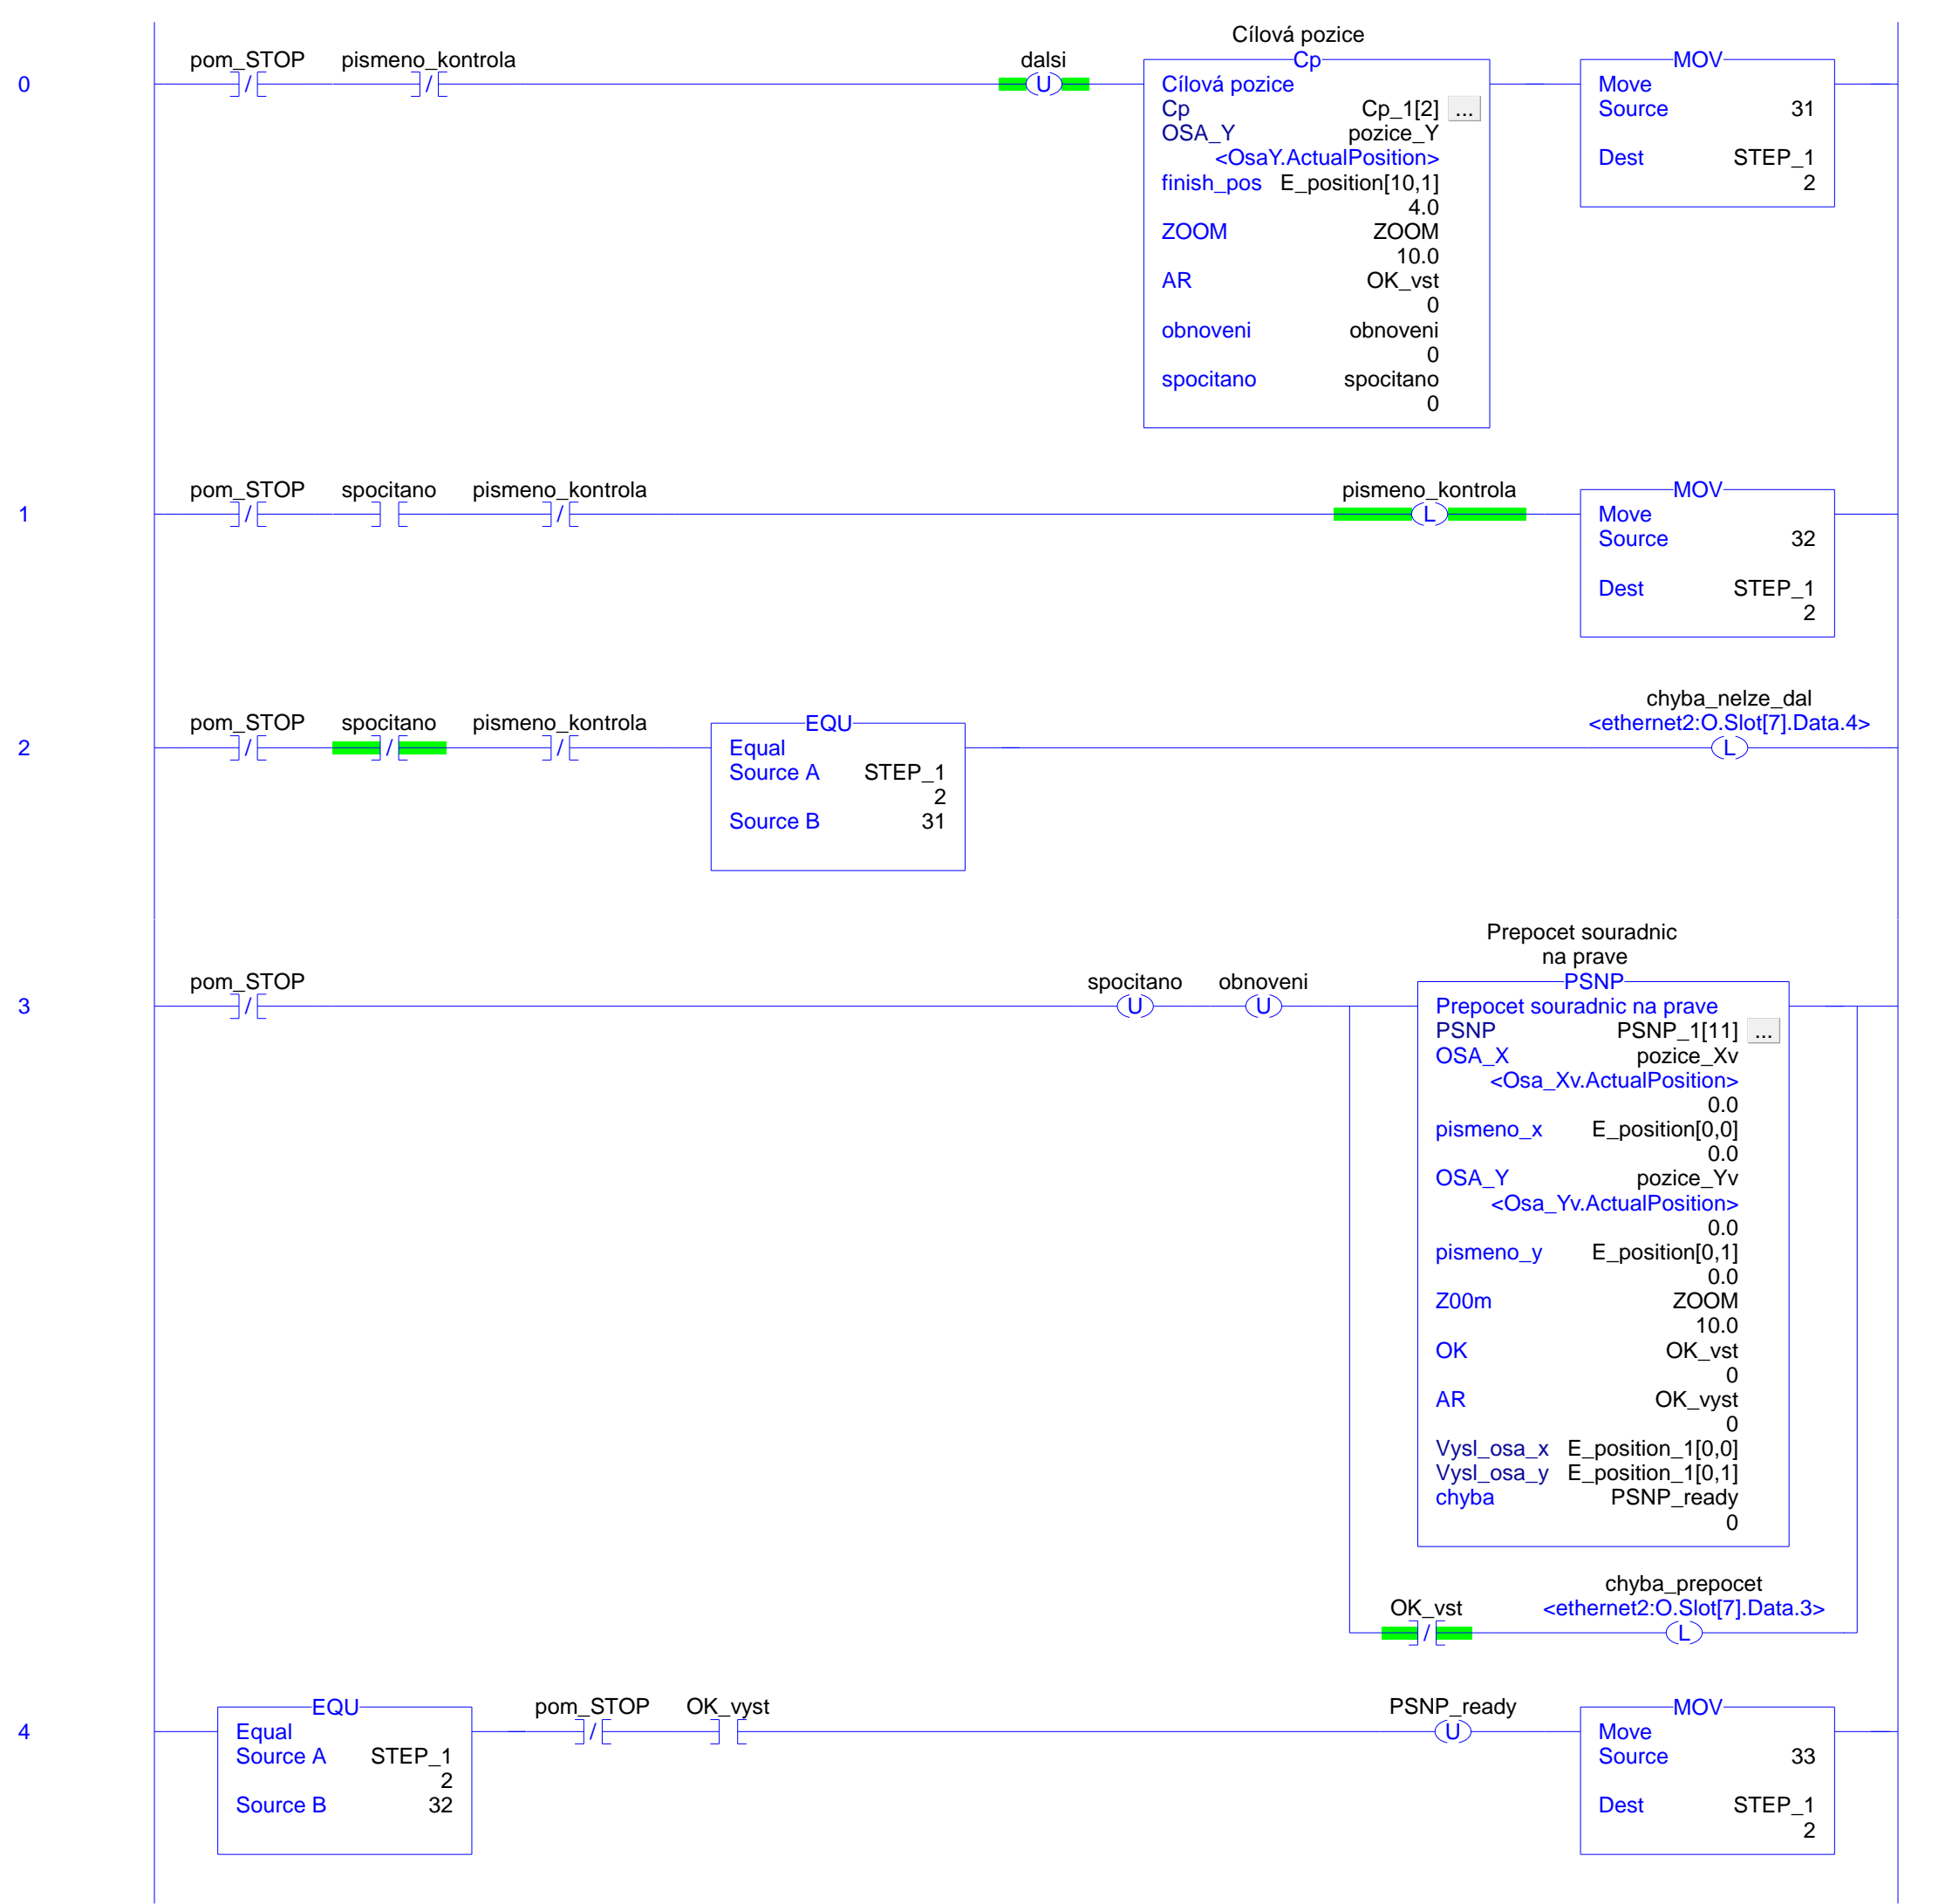 0
pom_STOP
pismeno_kontrola
dalsi
U
Cílová pozice
Cp
Cílová pozice
Cp Cp_1[2] ...
OSA_Y pozice_Y
<OsaY.ActualPosition>
finish_pos E_position[10,1]
4.0
ZOOM ZOOM
10.0
AR OK_vst
0
obnoveni obnoveni
0
spocitano spocitano
0
MOV
Move
Source 31
Dest STEP_1
2
1
pom_STOP
spocitano
pismeno_kontrola
pismeno_kontrola
L
MOV
Move
Source 32
Dest STEP_1
2
2
pom_STOP
spocitano
pismeno_kontrola
EQU
Equal
Source A STEP_1
2
Source B 31
chyba_nelze_dal
<ethernet2:O.Slot[7].Data.4>
L
3
pom_STOP
spocitano
U
obnoveni
U
Prepocet souradnic
na prave
PSNP
Prepocet souradnic na prave
PSNP PSNP_1[11] ...
OSA_X pozice_Xv
<Osa_Xv.ActualPosition>
0.0
pismeno_x E_position[0,0]
0.0
OSA_Y pozice_Yv
<Osa_Yv.ActualPosition>
0.0
pismeno_y E_position[0,1]
0.0
Z00m ZOOM
10.0
OK OK_vst
0
AR OK_vyst
0
Vysl_osa_x E_position_1[0,0]
Vysl_osa_y E_position_1[0,1]
chyba PSNP_ready
0
OK_vst
chyba_prepocet
<ethernet2:O.Slot[7].Data.3>
L
4
EQU
Equal
Source A STEP_1
2
Source B 32
pom_STOP
OK_vyst
PSNP_ready
U
MOV
Move
Source 33
Dest STEP_1
2